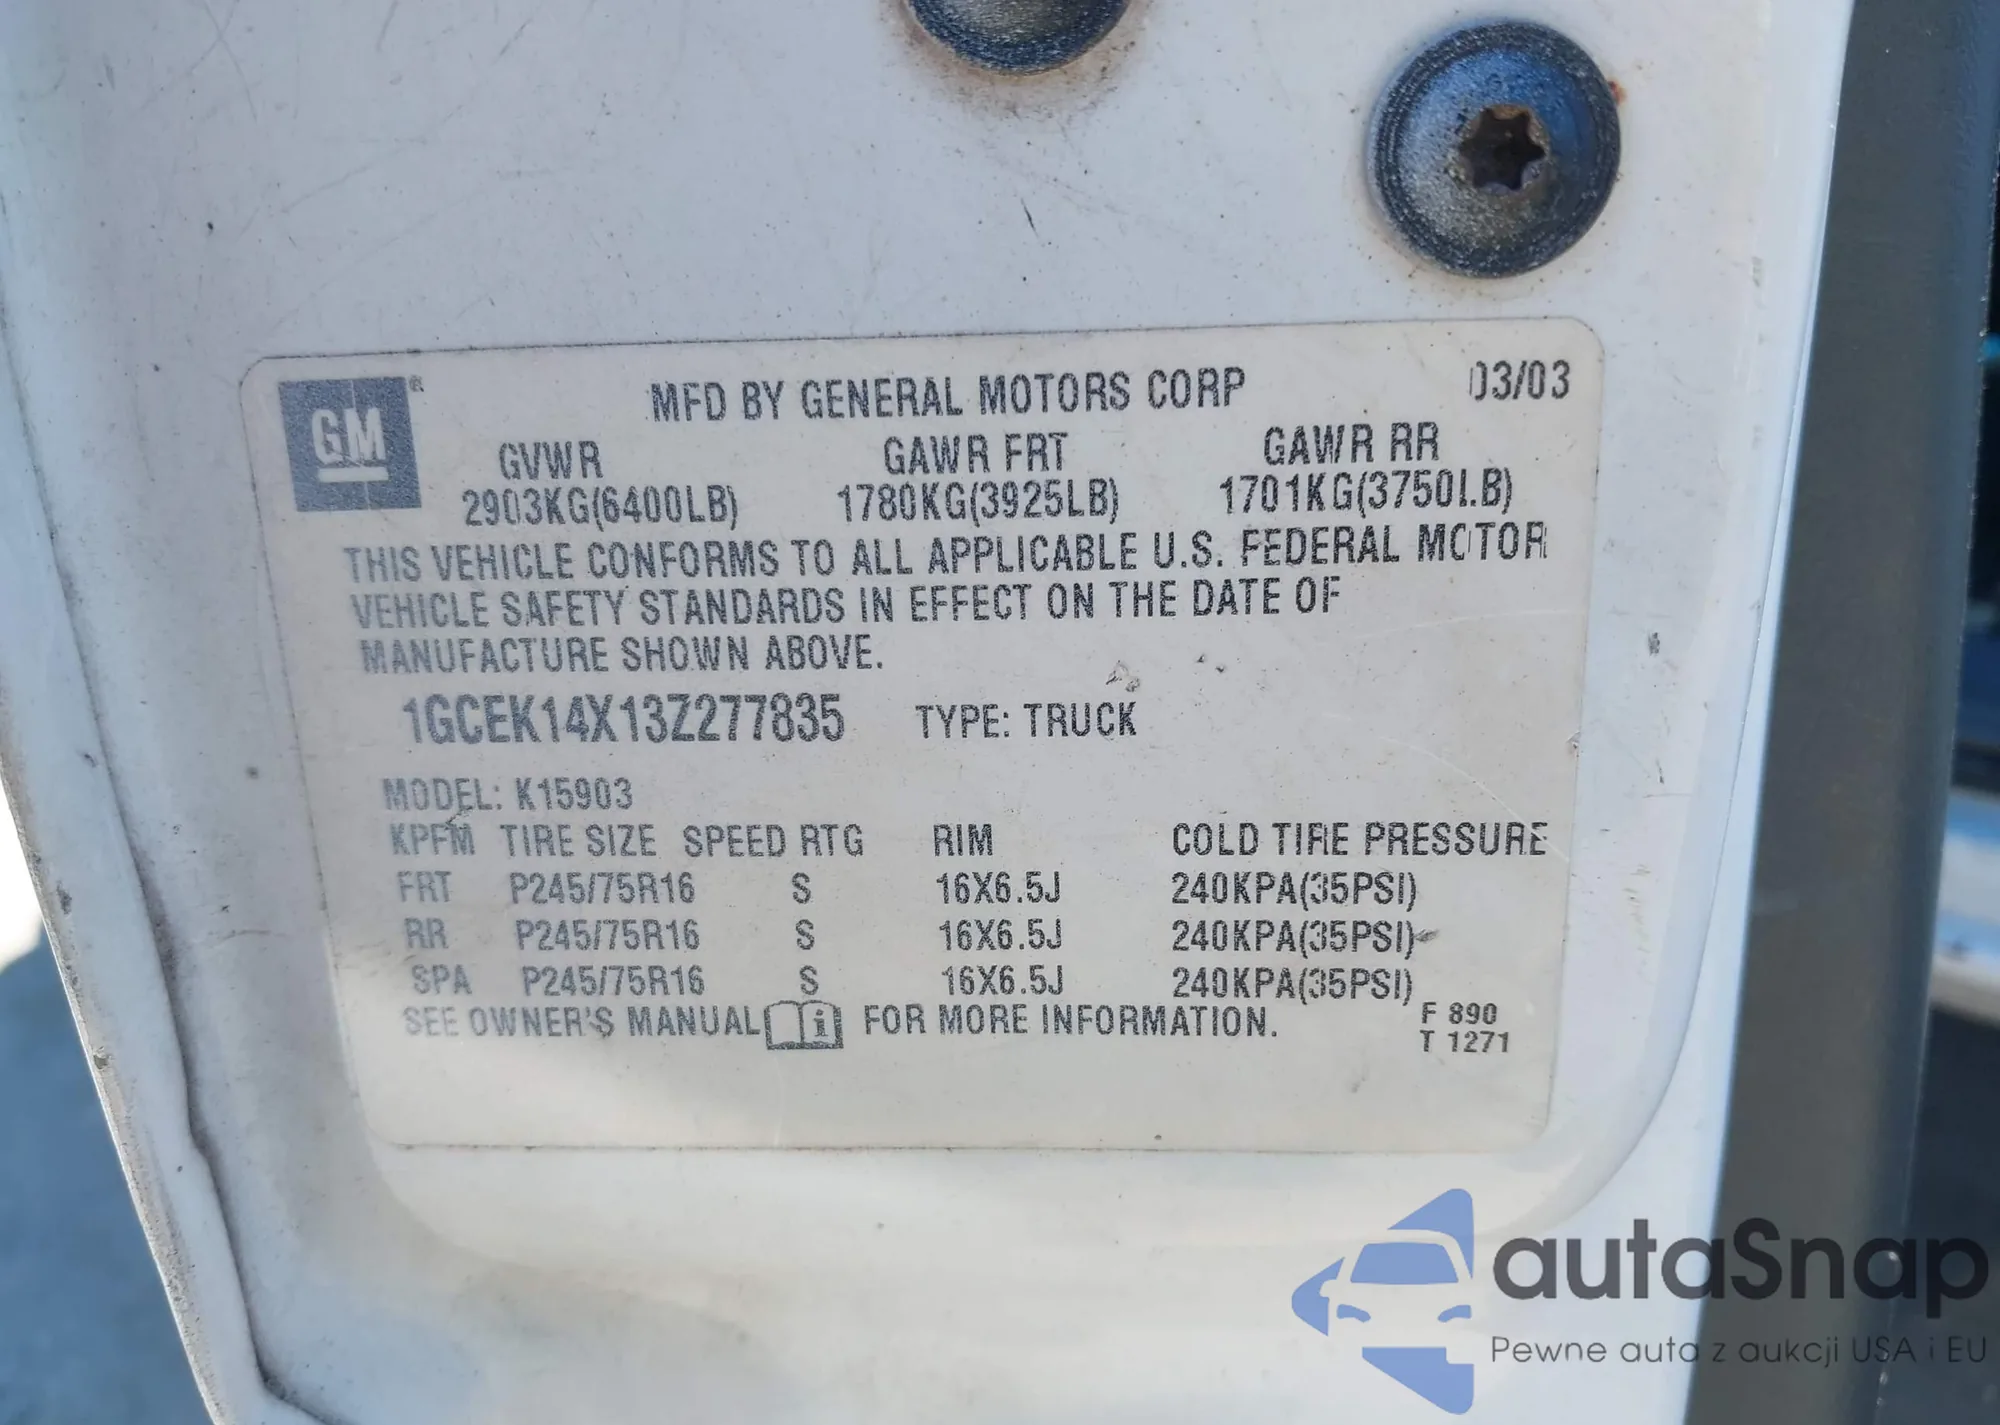 GM®
MFD BY GENERAL MOTORS CORP 03/03
GVWR GAWR FRT GAWR RR
2903KG(6400LB) 1780KG(3925LB) 1701KG(3750LB)
THIS VEHICLE CONFORMS TO ALL APPLICABLE U.S. FEDERAL MOTOR
VEHICLE SAFETY STANDARDS IN EFFECT ON THE DATE OF
MANUFACTURE SHOWN ABOVE.
1GCEK14X13Z277835 TYPE: TRUCK
MODEL: K15903
KPFM TIRE SIZE SPEED RTG RIM COLD TIRE PRESSURE
FRT P245/75R16 S 16X6.5J 240KPA(35PSI)
RR P245/75R16 S 16X6.5J 240KPA(35PSI)
SPA P245/75R16 S 16X6.5J 240KPA(35PSI)
SEE OWNER'S MANUAL i FOR MORE INFORMATION.
F 890
T 1271
autaSnap
Pewne auta z aukcji USA i EU